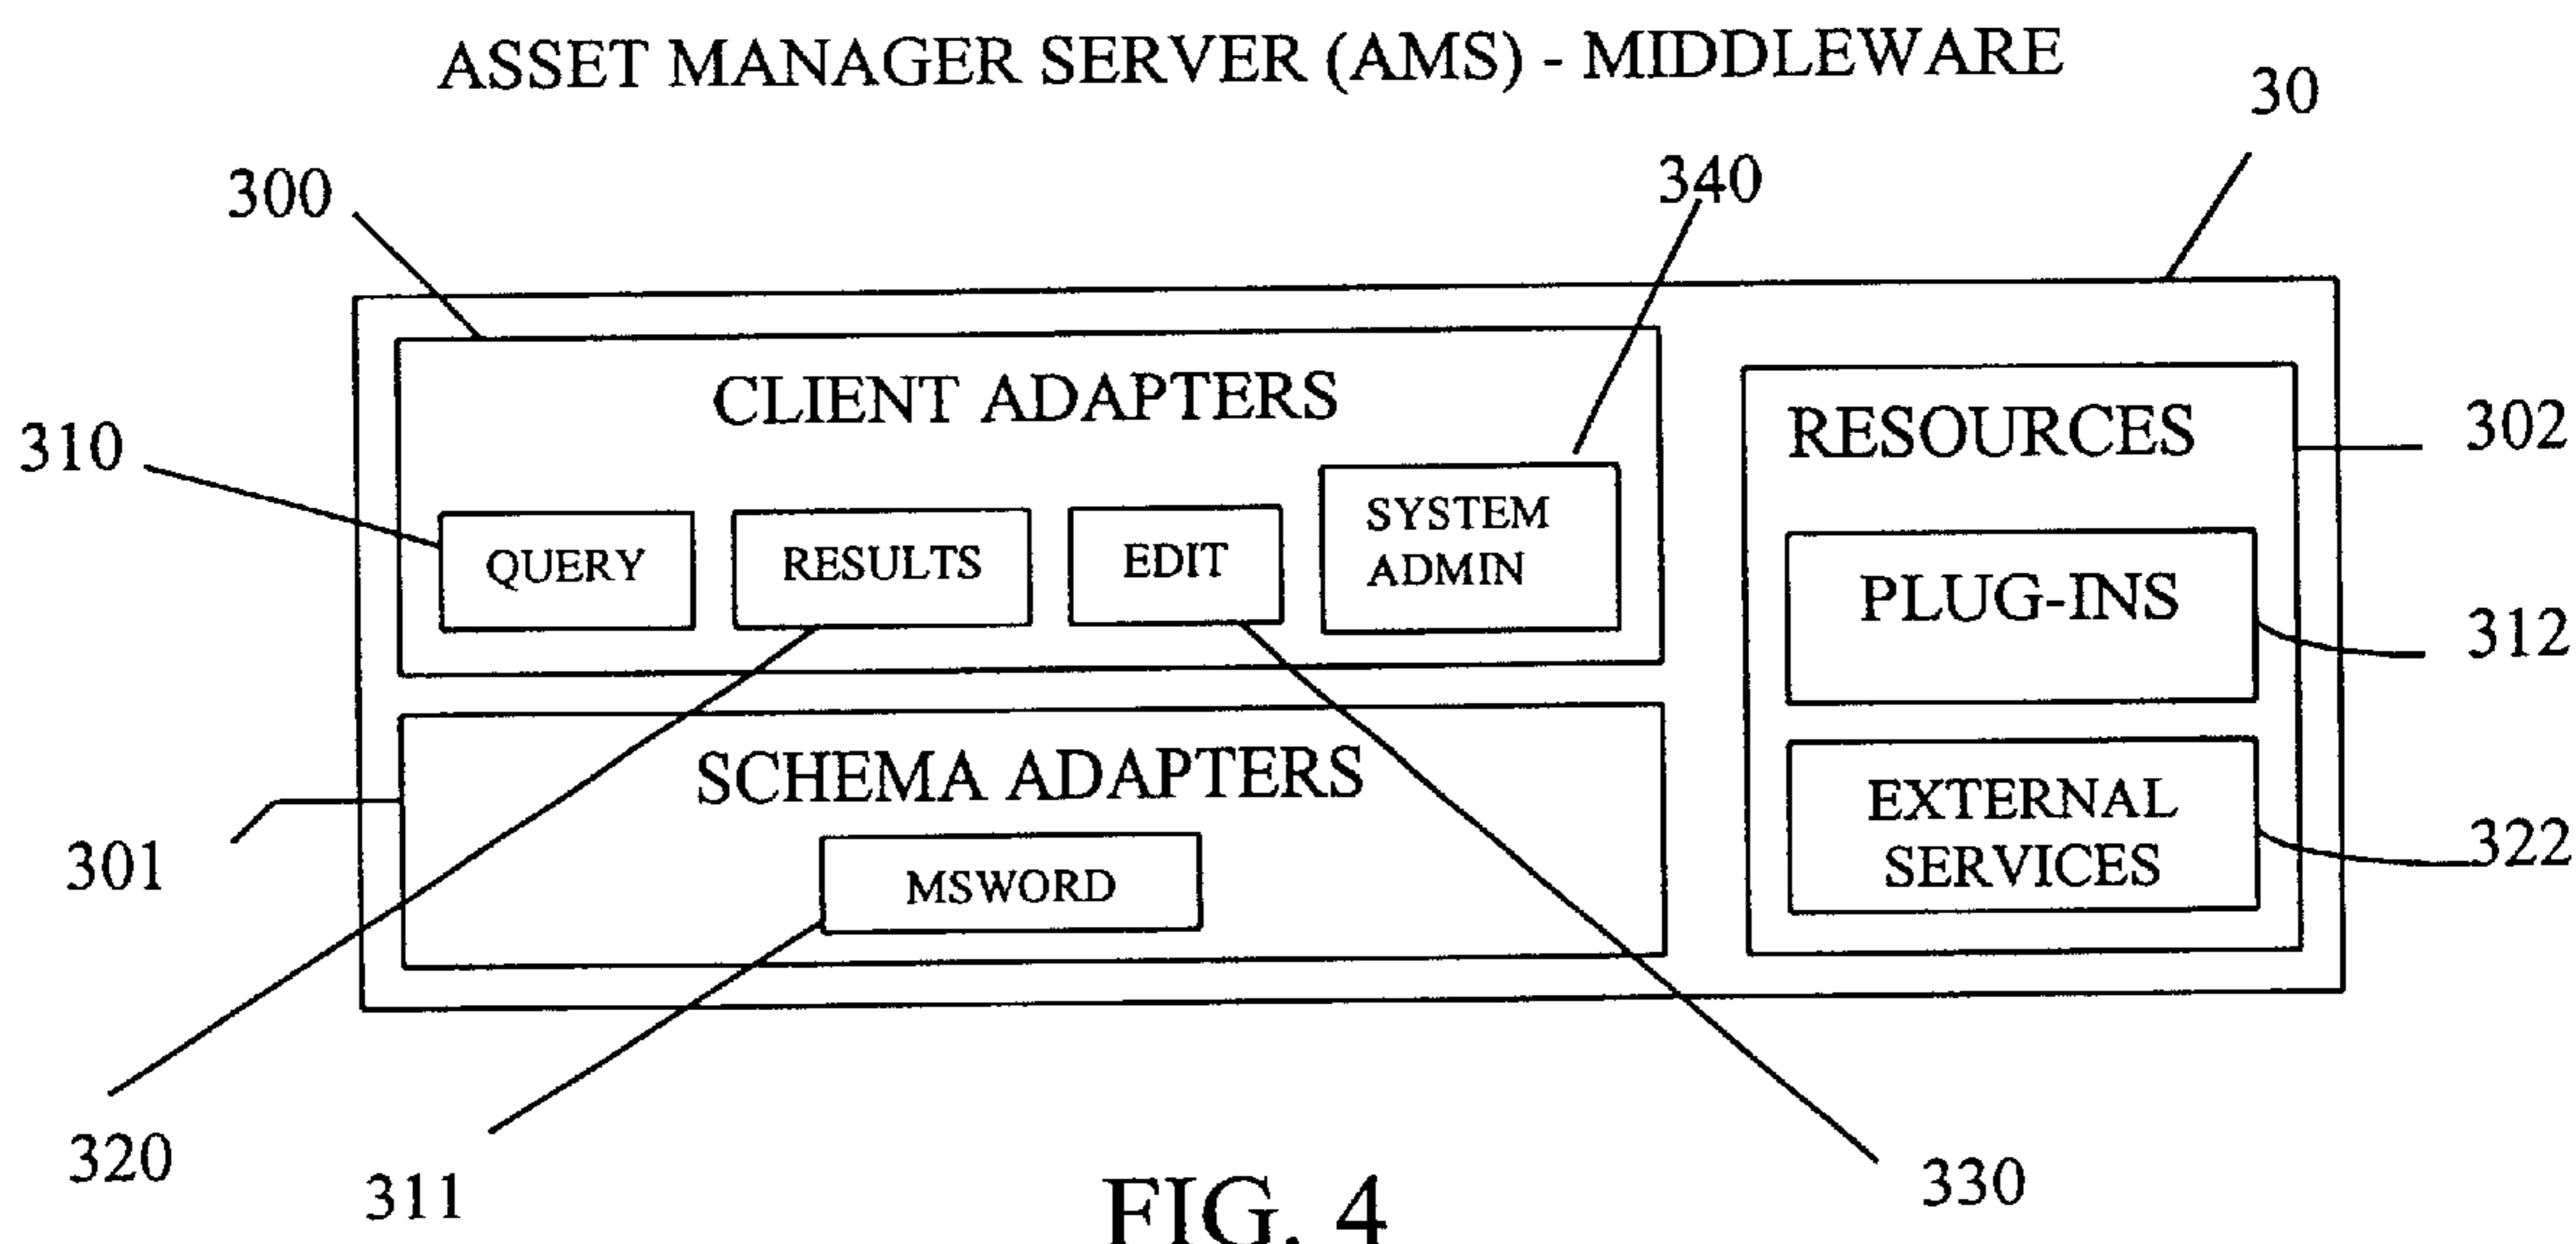 ASSET MANAGER SERVER (AMS) - MIDDLEWARE
30
300
340
CLIENT ADAPTERS
310
QUERY
RESULTS
EDIT
SYSTEM
ADMIN
RESOURCES
302
PLUG-INS
312
SCHEMA ADAPTERS
301
MSWORD
EXTERNAL
SERVICES
322
320
311
330
FIG. 4